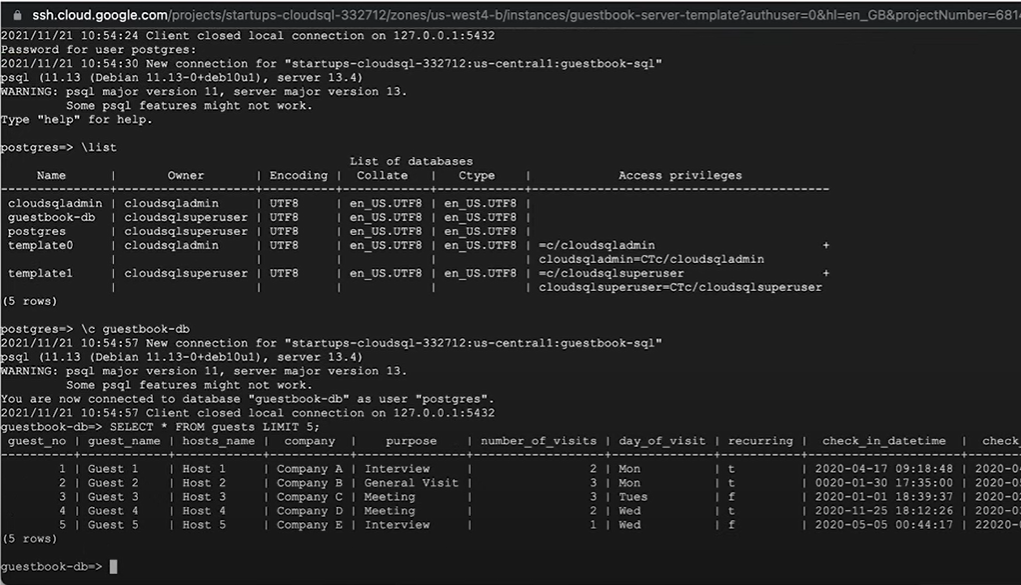 ssh.cloud.google.com/projects/startups-cloudsql-332712/zones/us-west4-b/instances/guestbook-server-template?authuser=0&hl=en_GB&projectNumber=681
2021/11/21 10:54:24 Client closed local connection on 127.0.0.1:5432
Password for user postgres:
2021/11/21 10:54:30 New connection for "startups-cloudsql-332712:us-central1:guestbook-sql"
psql (11.13 (Debian 11.13-0+deb10u1), server 13.4)
WARNING: psql major version 11, server major version 13.
         Some psql features might not work.
Type "help" for help.
postgres=> \list
                                                List of databases
     Name      |       Owner       | Encoding |  Collate   |   Ctype    |            Access privileges
---------------+-------------------+----------+------------+------------+-----------------------------------------
 cloudsqladmin | cloudsqladmin     | UTF8     | en_US.UTF8 | en_US.UTF8 |
 guestbook-db  | cloudsqlsuperuser | UTF8     | en_US.UTF8 | en_US.UTF8 |
 postgres      | cloudsqlsuperuser | UTF8     | en_US.UTF8 | en_US.UTF8 |
 template0     | cloudsqladmin     | UTF8     | en_US.UTF8 | en_US.UTF8 | =c/cloudsqladmin                       +
               |                   |          |            |            | cloudsqladmin=CTc/cloudsqladmin
 template1     | cloudsqlsuperuser | UTF8     | en_US.UTF8 | en_US.UTF8 | =c/cloudsqlsuperuser                   +
               |                   |          |            |            | cloudsqlsuperuser=CTc/cloudsqlsuperuser
(5 rows)
postgres=> \c guestbook-db
2021/11/21 10:54:57 New connection for "startups-cloudsql-332712:us-central1:guestbook-sql"
psql (11.13 (Debian 11.13-0+deb10u1), server 13.4)
WARNING: psql major version 11, server major version 13.
         Some psql features might not work.
You are now connected to database "guestbook-db" as user "postgres".
2021/11/21 10:54:57 Client closed local connection on 127.0.0.1:5432
guestbook-db=> SELECT * FROM guests LIMIT 5;
 guest_no | guest_name | hosts_name |  company  |    purpose    | number_of_visits | day_of_visit | recurring |  check_in_datetime  | check_
----------+------------+------------+-----------+---------------+------------------+--------------+-----------+---------------------+-------
        1 | Guest 1    | Host 1     | Company A | Interview     |                2 | Mon          | t         | 2020-04-17 09:18:48 | 2020-0
        2 | Guest 2    | Host 2     | Company B | General Visit |                3 | Mon          | t         | 0020-01-30 17:35:00 | 2020-0
        3 | Guest 3    | Host 3     | Company C | Meeting       |                3 | Tues         | f         | 2020-01-01 18:39:37 | 2020-0
        4 | Guest 4    | Host 4     | Company D | Meeting       |                2 | Wed          | t         | 2020-11-25 18:12:26 | 2020-0
        5 | Guest 5    | Host 5     | Company E | Interview     |                1 | Wed          | f         | 2020-05-05 00:44:17 | 22020-
(5 rows)
guestbook-db=>